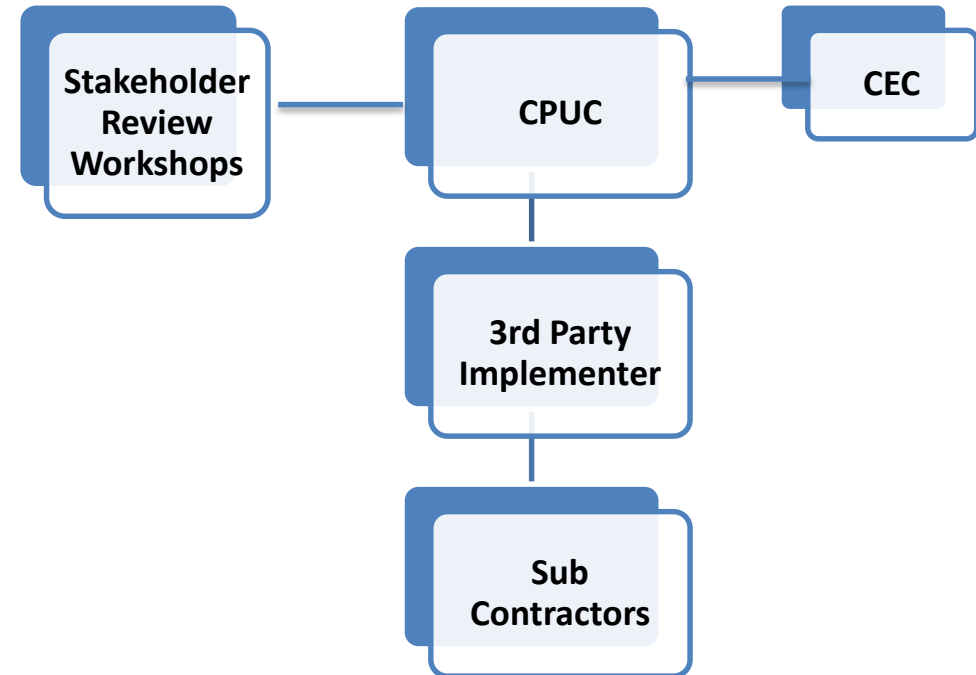 Stakeholder
Review
Workshops
CPUC
CEC
3rd Party
Implementer
Sub
Contractors